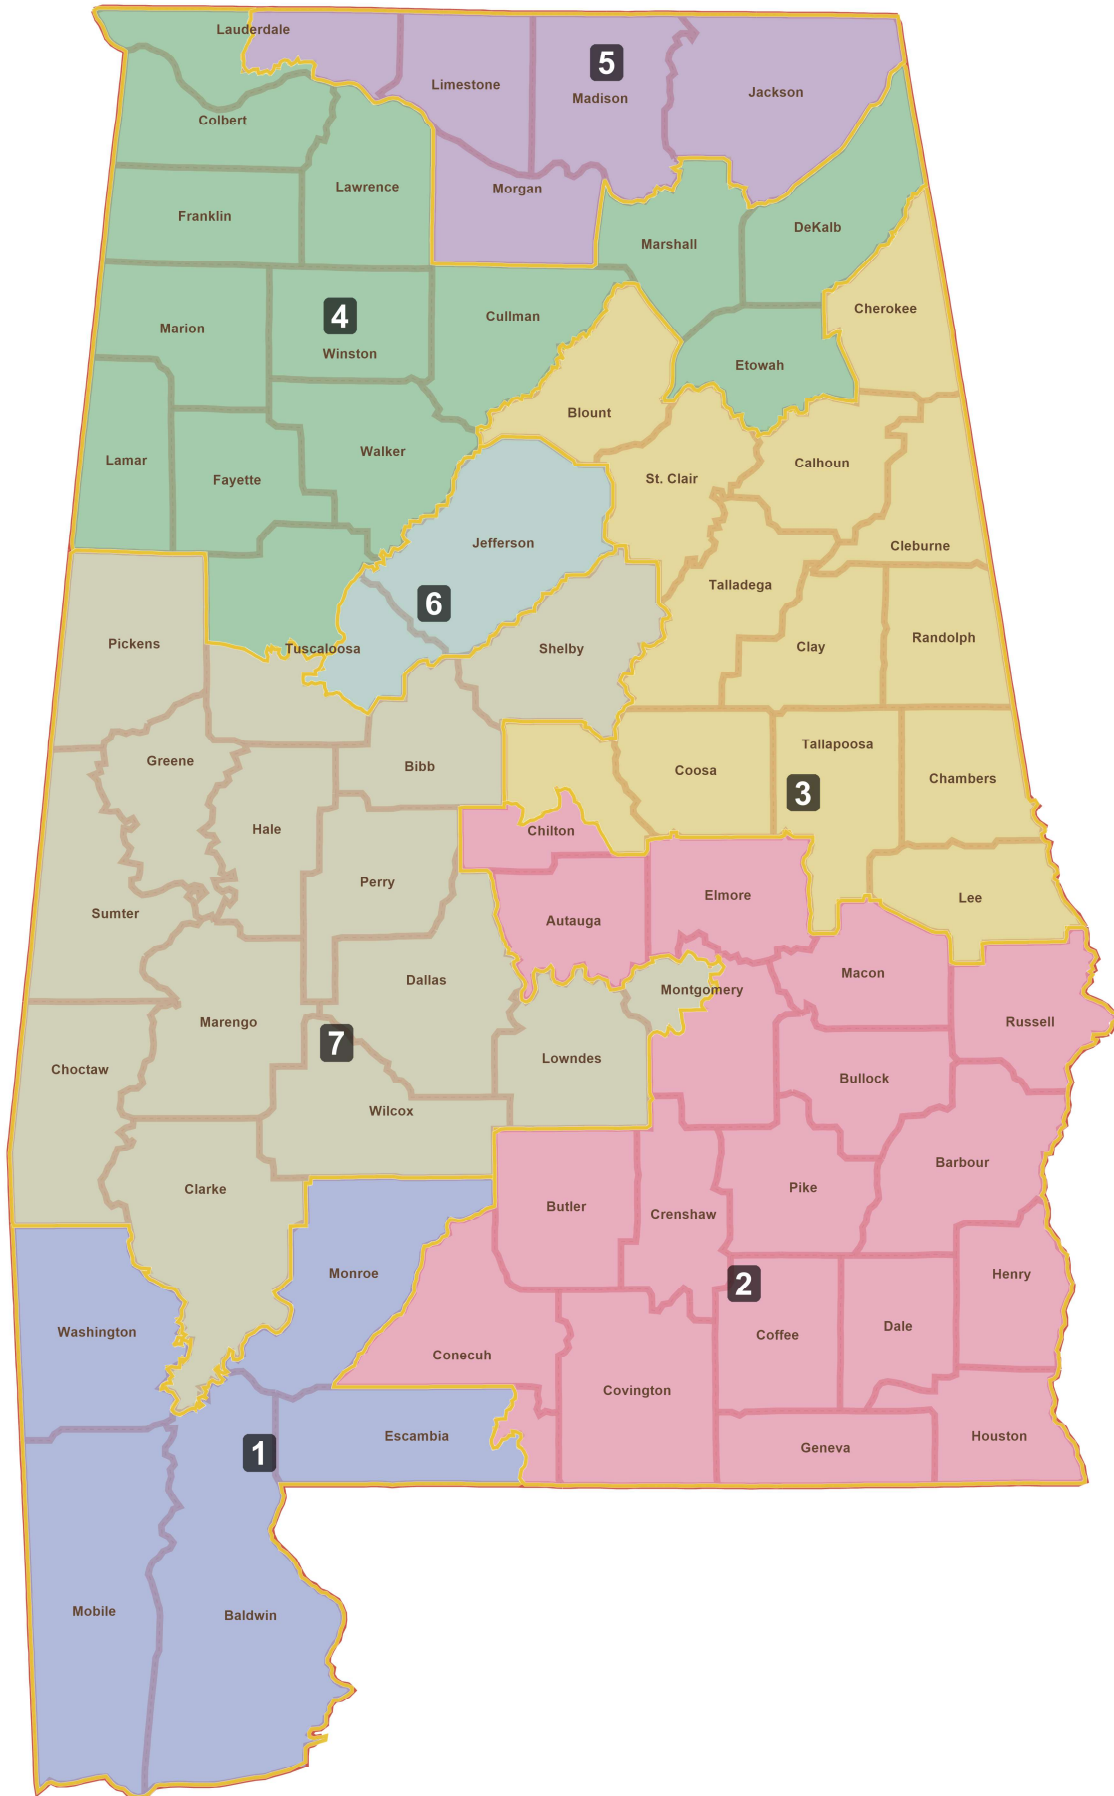 Lauderdale
5
Limestone
Madison
Jackson
Colbert
Lawrence
Morgan
Franklin
DeKalb
Marshall
Cherokee
4
Cullman
Marion
Winston
Etowah
Blount
Walker
Lamar
Calhoun
Fayette
St. Clair
Jefferson
Cleburne
Talladega
6
Pickens
Tuscaloosa
Shelby
Clay
Randolph
Greene
Bibb
Coosa
Tallapoosa
Chambers
3
Hale
Chilton
Perry
Elmore
Lee
Sumter
Autauga
Macon
Dallas
Montgomery
Marengo
Russell
7
Lowndes
Choctaw
Bullock
Wilcox
Barbour
Clarke
Pike
Butler
Crenshaw
Monroe
Henry
2
Washington
Dale
Coffee
Conecuh
Covington
Escambia
Houston
1
Geneva
Mobile
Baldwin